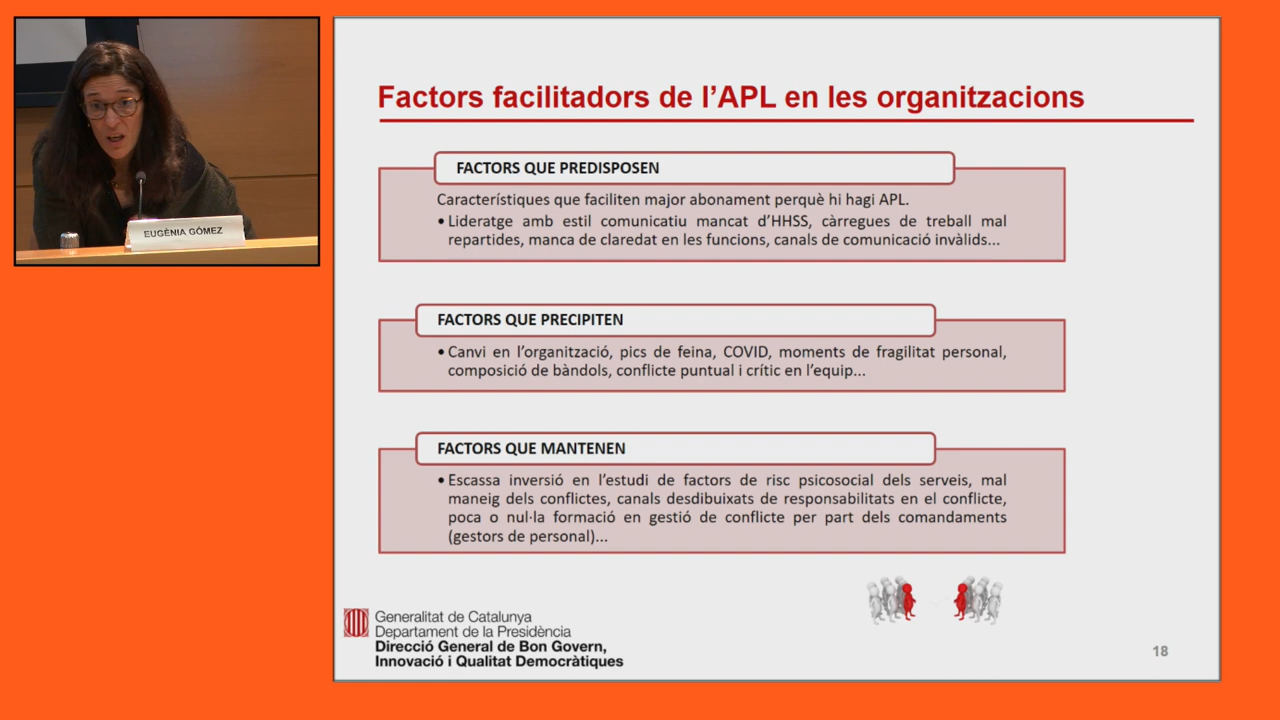 EUGÈNIA GÓMEZ
Factors facilitadors de l’APL en les organitzacions
FACTORS QUE PREDISPOSEN
Característiques que faciliten major abonament perquè hi hagi APL.
• Lideratge amb estil comunicatiu mancat d’HHSS, càrregues de treball mal
repartides, manca de claredat en les funcions, canals de comunicació invàlids...
FACTORS QUE PRECIPITEN
• Canvi en l’organització, pics de feina, COVID, moments de fragilitat personal,
composició de bàndols, conflicte puntual i crític en l’equip...
FACTORS QUE MANTENEN
• Escassa inversió en l’estudi de factors de risc psicosocial dels serveis, mal
maneig dels conflictes, canals desdibuixats de responsabilitats en el conflicte,
poca o nul·la formació en gestió de conflicte per part dels comandaments
(gestors de personal)...
Generalitat de Catalunya
Departament de la Presidència
Direcció General de Bon Govern,
Innovació i Qualitat Democràtiques
18